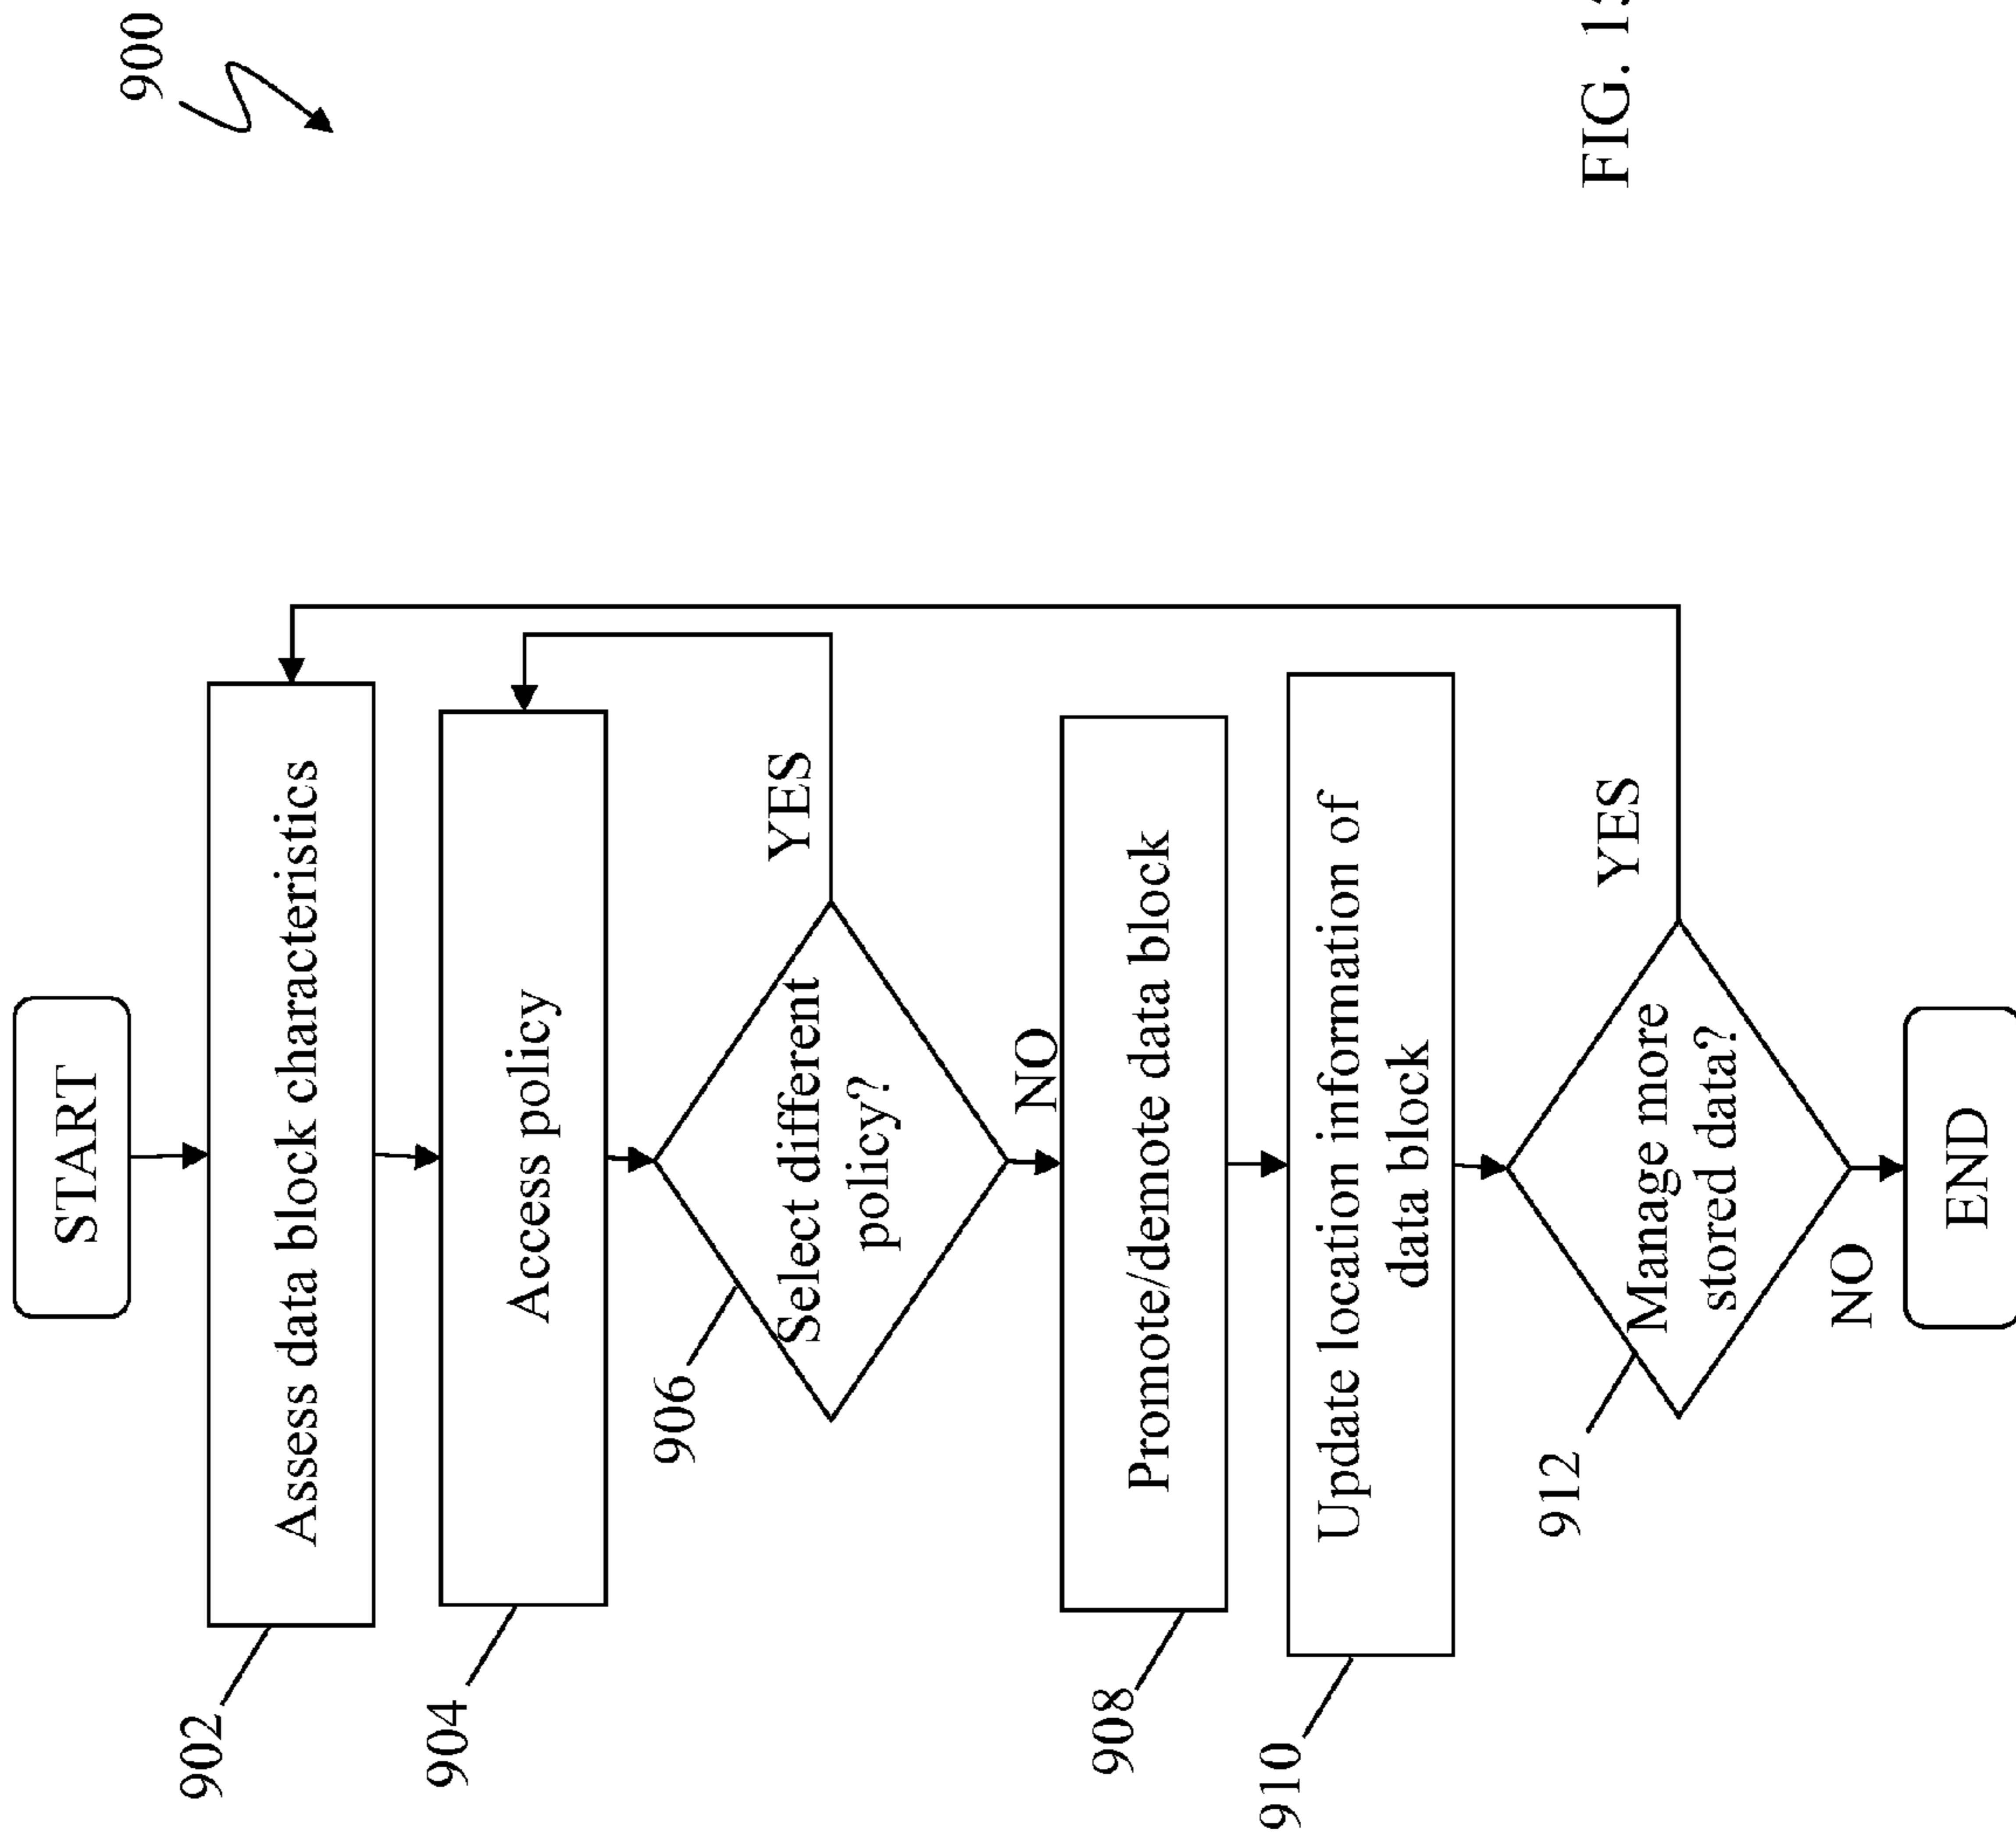 900
START
902
Assess data block characteristics
904
Access policy
906
Select different
policy?
YES
NO
908
Promote/demote data block
910
Update location information of
data block
912
Manage more
stored data?
YES
NO
END
FIG.